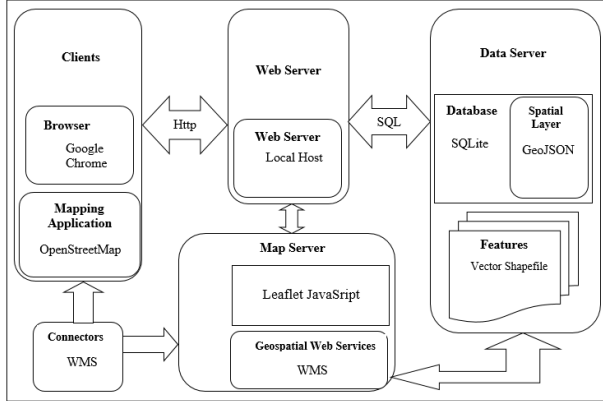 Clients
Browser
Google
Chrome
Mapping
Application
OpenStreetMap
Connectors
WMS
Http
Web Server
Web Server
Local Host
Map Server
Leaflet JavaSript
Geospatial Web Services
WMS
SQL
Data Server
Database
SQLite
Spatial
Layer
GeoJSON
Features
Vector Shapefile